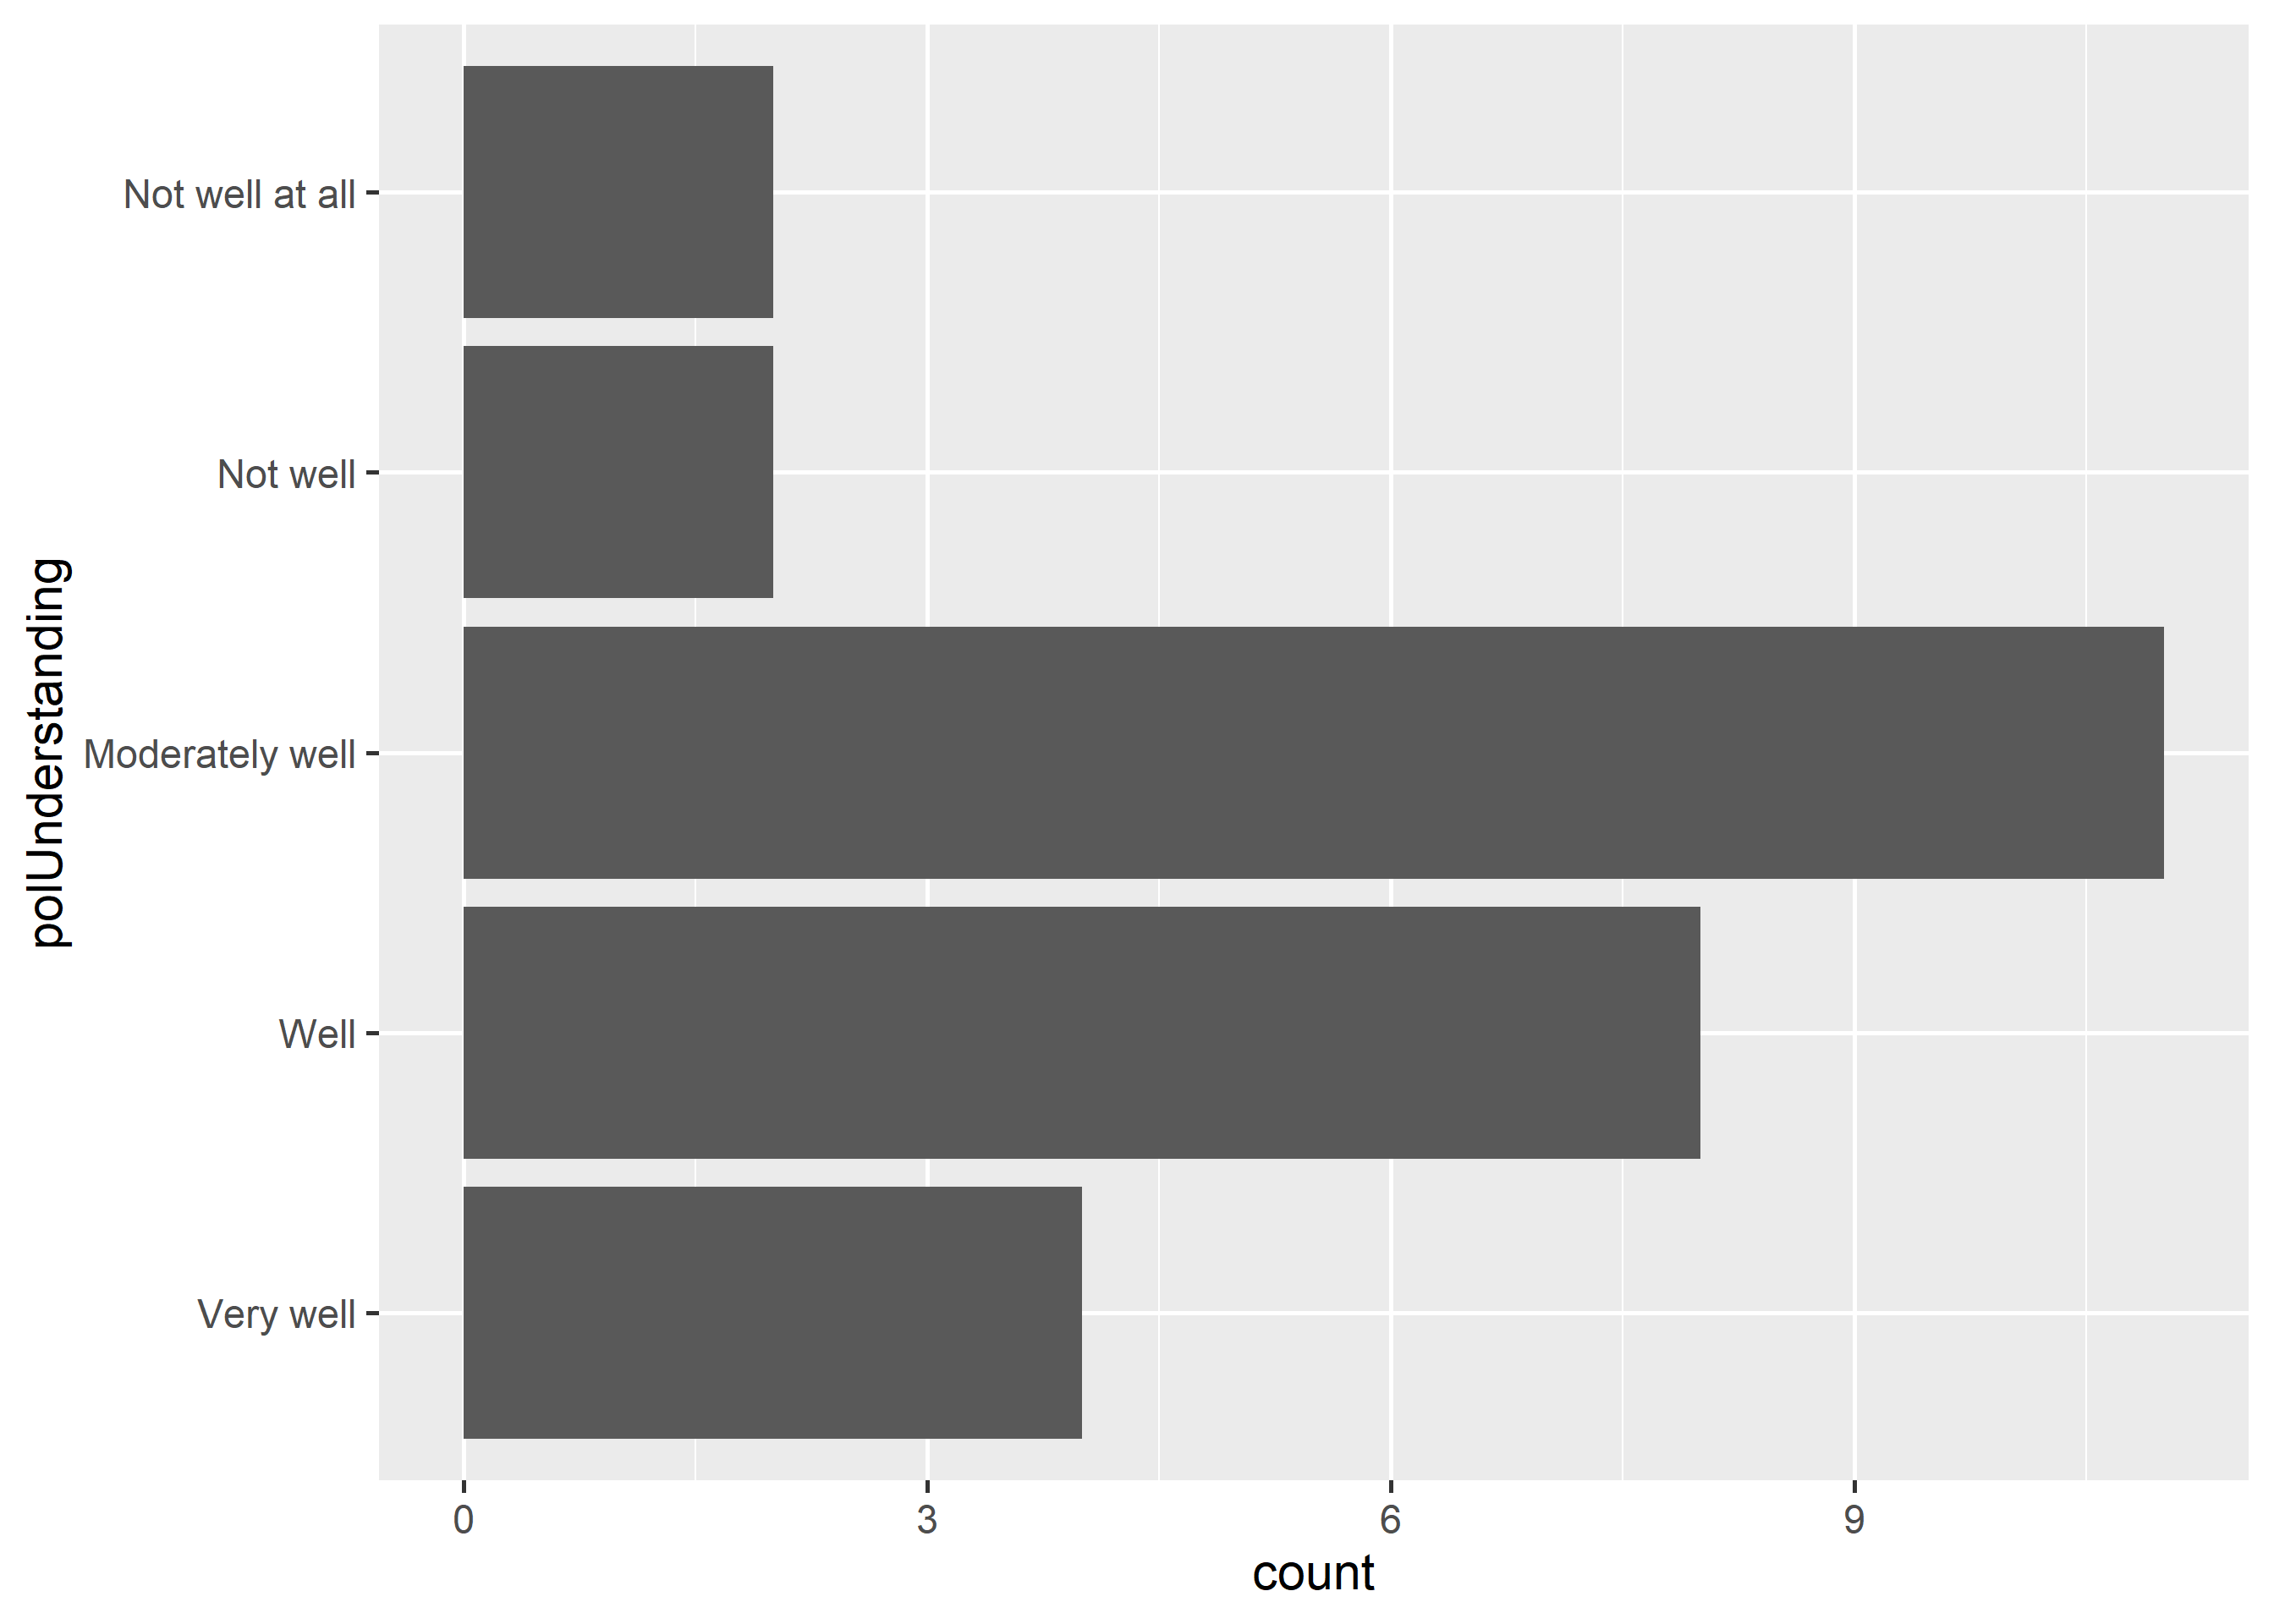 polUnderstanding
Not well at all
Not well
Moderately well
Well
Very well
0 3 6 9
count